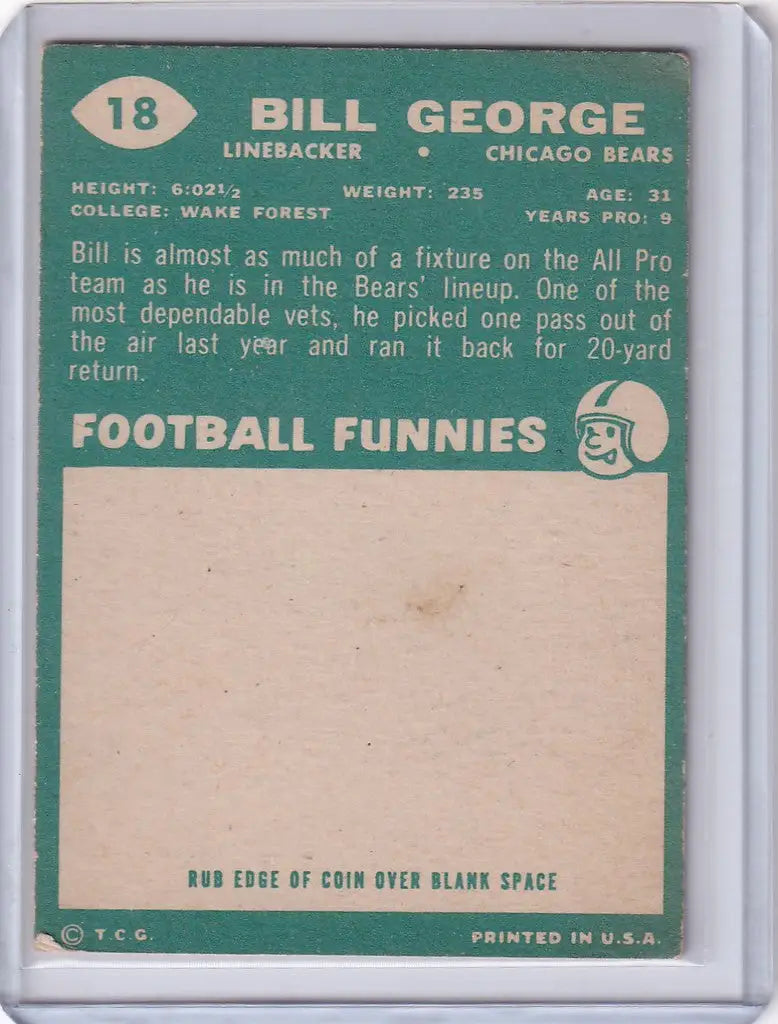 18
BILL GEORGE
LINEBACKER • CHICAGO BEARS
HEIGHT: 6:02½ WEIGHT: 235 AGE: 31
COLLEGE: WAKE FOREST YEARS PRO: 9
Bill is almost as much of a fixture on the All Pro
team as he is in the Bears' lineup. One of the
most dependable vets, he picked one pass out of
the air last year and ran it back for 20-yard
return.
FOOTBALL FUNNIES
RUB EDGE OF COIN OVER BLANK SPACE
© T.C.G. PRINTED IN U.S.A.